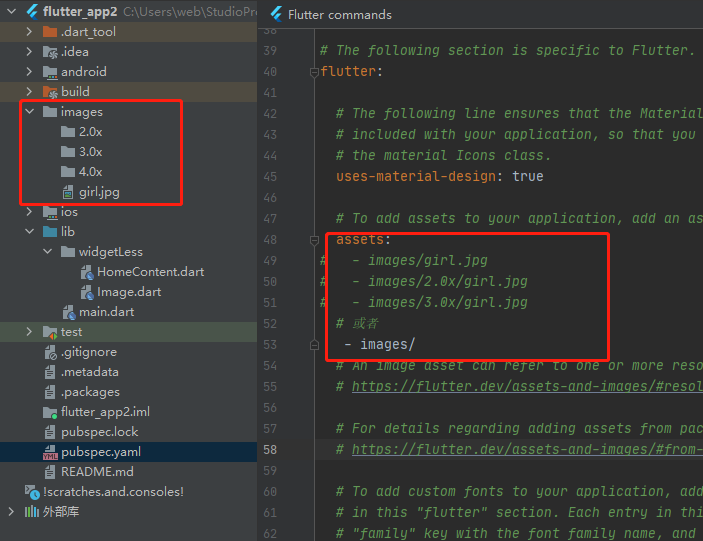 flutter_app2 C:\Users\web\StudioPro
.dart_tool
.idea
android
build
images
2.0x
3.0x
4.0x
girl.jpg
ios
lib
widgetLess
HomeContent.dart
Image.dart
main.dart
test
.gitignore
.metadata
.packages
flutter_app2.iml
pubspec.lock
pubspec.yaml
README.md
!scratches.and.consoles!
外部库
Flutter commands
38
39 # The following section is specific to Flutter.
40 flutter:
41
42 # The following line ensures that the Material
43 # included with your application, so that you
44 # the material Icons class.
45 uses-material-design: true
46
47 # To add assets to your application, add an as
48 assets:
49 # - images/girl.jpg
50 # - images/2.0x/girl.jpg
51 # - images/3.0x/girl.jpg
52 # 或者
53 - images/
54 # An image asset can refer to one or more reso
55 # https://flutter.dev/assets-and-images/#resol
56
57 # For details regarding adding assets from pac
58 # https://flutter.dev/assets-and-images/#from-
59
60 # To add custom fonts to your application, add
61 # in this "flutter" section. Each entry in thi
62 # "family" key with the font family name, and